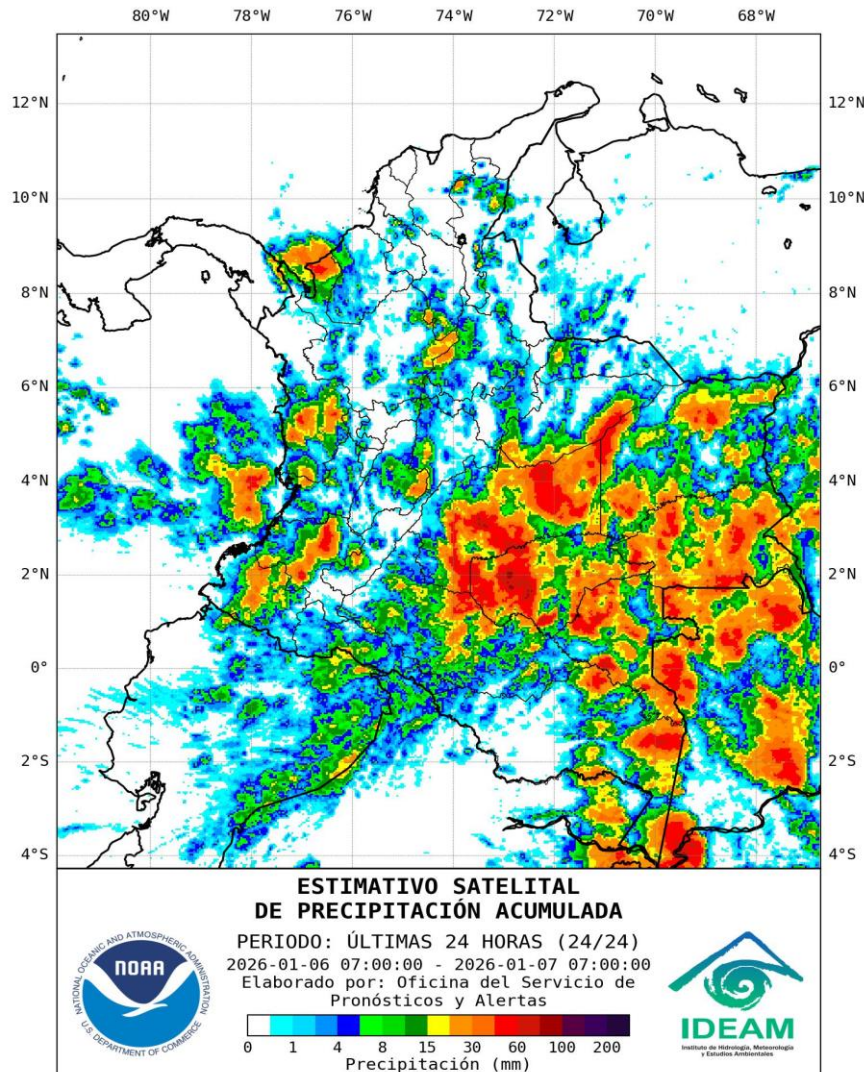 80°W 78°W 76°W 74°W 72°W 70°W 68°W
12°N 12°N
10°N 10°N
8°N 8°N
6°N 6°N
4°N 4°N
2°N 2°N
0° 0°
2°S 2°S
4°S 4°S
ESTIMATIVO SATELITAL
DE PRECIPITACIÓN ACUMULADA
PERIODO: ÚLTIMAS 24 HORAS (24/24)
2026-01-06 07:00:00 - 2026-01-07 07:00:00
Elaborado por: Oficina del Servicio de
Pronósticos y Alertas
0 1 4 8 15 30 60 100 200
Precipitación (mm)
NATIONAL OCEANIC AND ATMOSPHERIC ADMINISTRATION
NOAA
U.S. DEPARTMENT OF COMMERCE
IDEAM
Instituto de Hidrología, Meteorología
y Estudios Ambientales